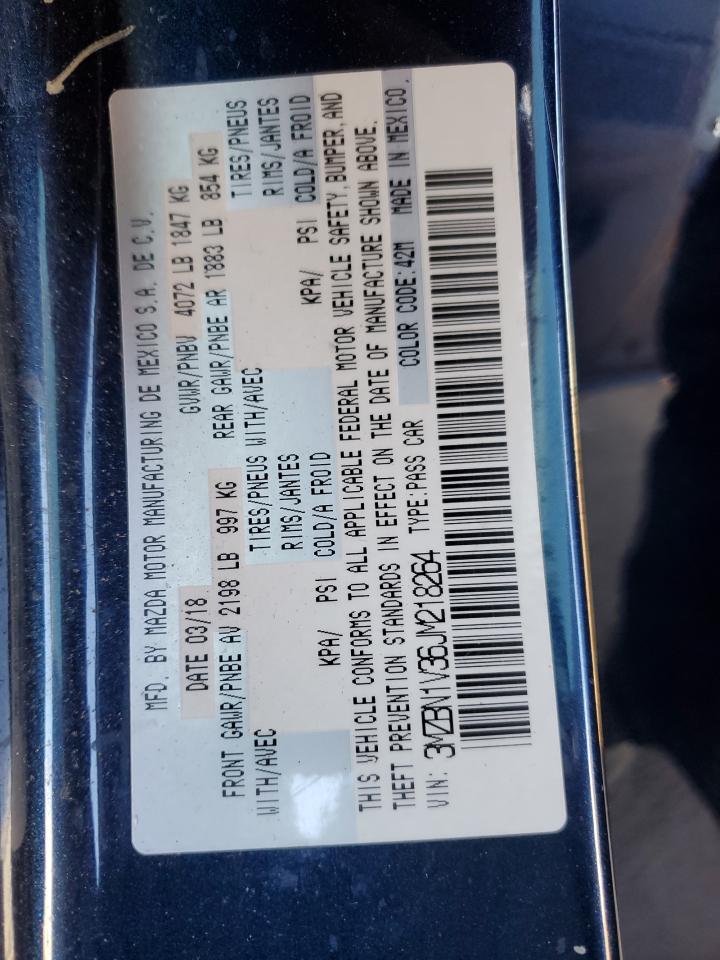 MFD. BY MAZDA MOTOR MANUFACTURING DE MEXICO S.A. DE C.V.
DATE 03/18 GVWR/PNBV 4072 LB 1847 KG
FRONT GAWR/PNBE AV 2198 LB 997 KG REAR GAWR/PNBE AR 1883 LB 854 KG
WITH/AVEC TIRES/PNEUS WITH/AVEC TIRES/PNEUS
RIMS/JANTES RIMS/JANTES
KPA/ PSI COLD/A FROID KPA/ PSI COLD/A FROID
THIS VEHICLE CONFORMS TO ALL APPLICABLE FEDERAL MOTOR VEHICLE SAFETY, BUMPER, AND
THEFT PREVENTION STANDARDS IN EFFECT ON THE DATE OF MANUFACTURE SHOWN ABOVE.
VIN: 3MZBN1V36JM218264 TYPE:PASS CAR COLOR CODE:42M MADE IN MEXICO.